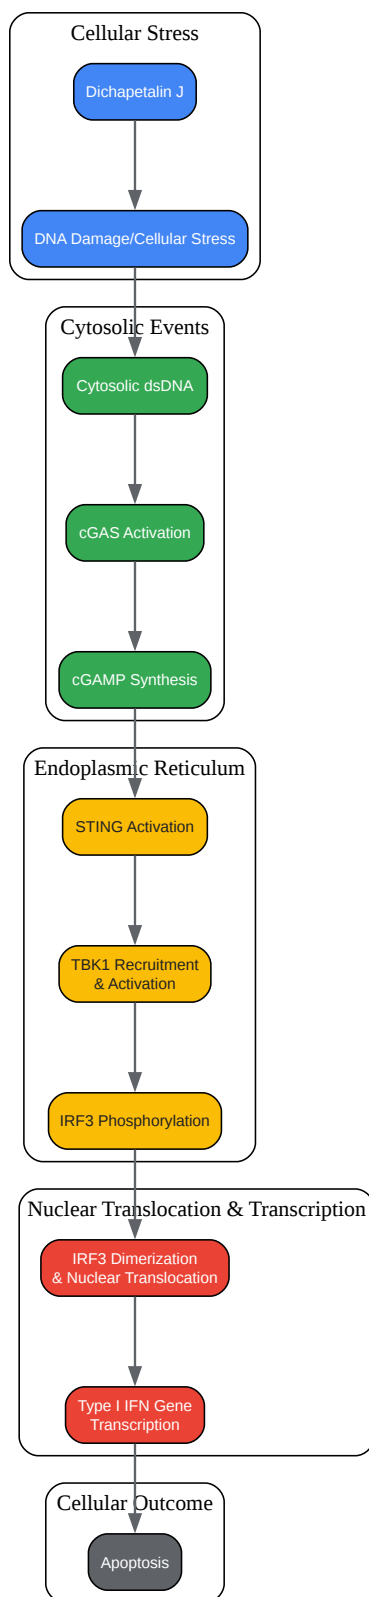 Cellular Stress
Dichapetalin J
DNA Damage/Cellular Stress
Cytosolic Events
Cytosolic dsDNA
cGAS Activation
cGAMP Synthesis
Endoplasmic Reticulum
STING Activation
TBK1 Recruitment
& Activation
IRF3 Phosphorylation
Nuclear Translocation & Transcription
IRF3 Dimerization
& Nuclear Translocation
Type I IFN Gene
Transcription
Cellular Outcome
Apoptosis